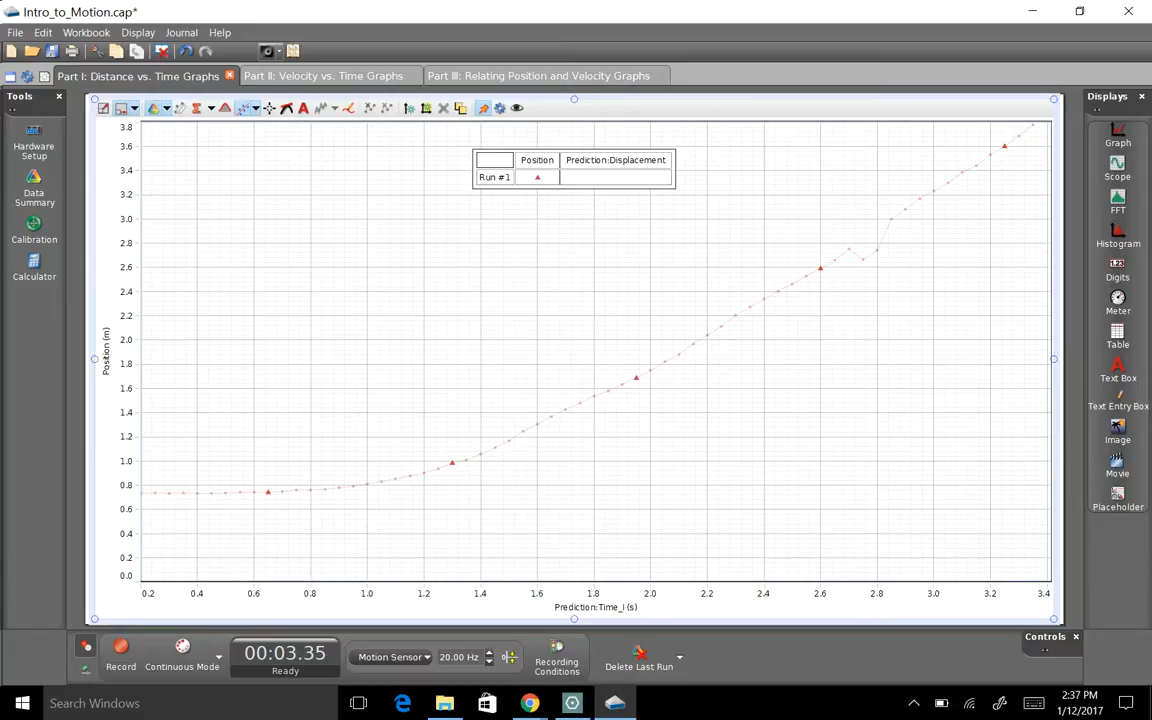 Intro_to_Motion.cap*
File Edit Workbook Display Journal Help
Part I: Distance vs. Time Graphs Part II: Velocity vs. Time Graphs Part III: Relating Position and Velocity Graphs
Tools
Hardware
Setup
Data
Summary
Calibration
Calculator
Position Prediction:Displacement
Run #1
3.8
3.6
3.4
3.2
3.0
2.8
2.6
2.4
2.2
2.0
1.8
1.6
1.4
1.2
1.0
0.8
0.6
0.4
0.2
0.0
Position (m)
0.2 0.4 0.6 0.8 1.0 1.2 1.4 1.6 1.8 2.0 2.2 2.4 2.6 2.8 3.0 3.2 3.4
Prediction:Time_I (s)
Displays
Graph
Scope
FFT
Histogram
1.23
Digits
Meter
Table
A
Text Box
Text Entry Box
Image
Movie
Placeholder
Controls
Record
Continuous Mode
00:03.35
Ready
Motion Sensor
20.00 Hz
Recording
Conditions
Delete Last Run
Search Windows
2:37 PM
1/12/2017